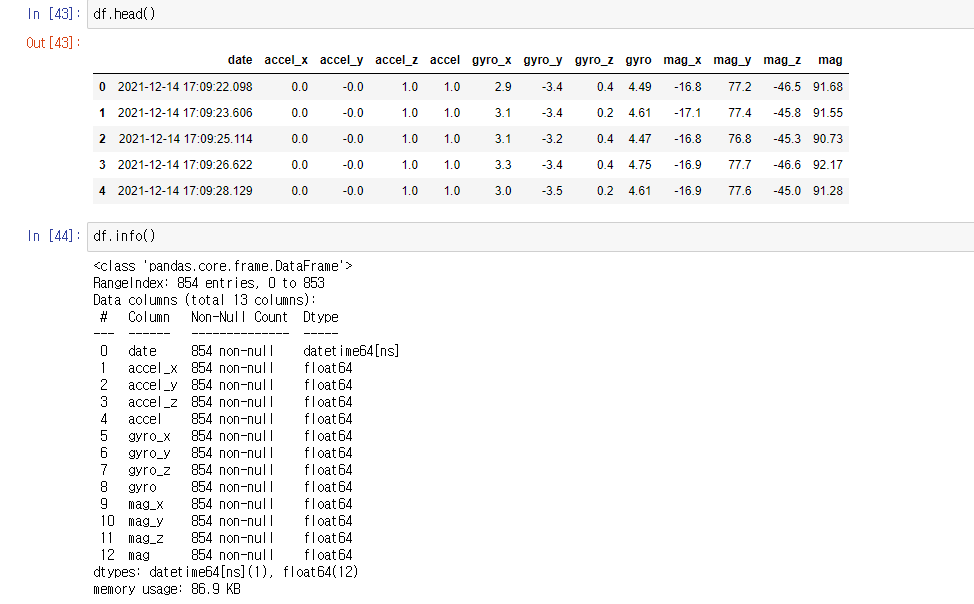 In [43]: df.head()
Out[43]:
date accel_x accel_y accel_z accel gyro_x gyro_y gyro_z gyro mag_x mag_y mag_z mag
0 2021-12-14 17:09:22.098 0.0 -0.0 1.0 1.0 2.9 -3.4 0.4 4.49 -16.8 77.2 -46.5 91.68
1 2021-12-14 17:09:23.606 0.0 -0.0 1.0 1.0 3.1 -3.4 0.2 4.61 -17.1 77.4 -45.8 91.55
2 2021-12-14 17:09:25.114 0.0 -0.0 1.0 1.0 3.1 -3.2 0.4 4.47 -16.8 76.8 -45.3 90.73
3 2021-12-14 17:09:26.622 0.0 -0.0 1.0 1.0 3.3 -3.4 0.4 4.75 -16.9 77.7 -46.6 92.17
4 2021-12-14 17:09:28.129 0.0 -0.0 1.0 1.0 3.0 -3.5 0.2 4.61 -16.9 77.6 -45.0 91.28
In [44]: df.info()
<class 'pandas.core.frame.DataFrame'>
RangeIndex: 854 entries, 0 to 853
Data columns (total 13 columns):
# Column Non-Null Count Dtype
--- ------ -------------- -----
0 date 854 non-null datetime64[ns]
1 accel_x 854 non-null float64
2 accel_y 854 non-null float64
3 accel_z 854 non-null float64
4 accel 854 non-null float64
5 gyro_x 854 non-null float64
6 gyro_y 854 non-null float64
7 gyro_z 854 non-null float64
8 gyro 854 non-null float64
9 mag_x 854 non-null float64
10 mag_y 854 non-null float64
11 mag_z 854 non-null float64
12 mag 854 non-null float64
dtypes: datetime64[ns](1), float64(12)
memory usage: 86.9 KB